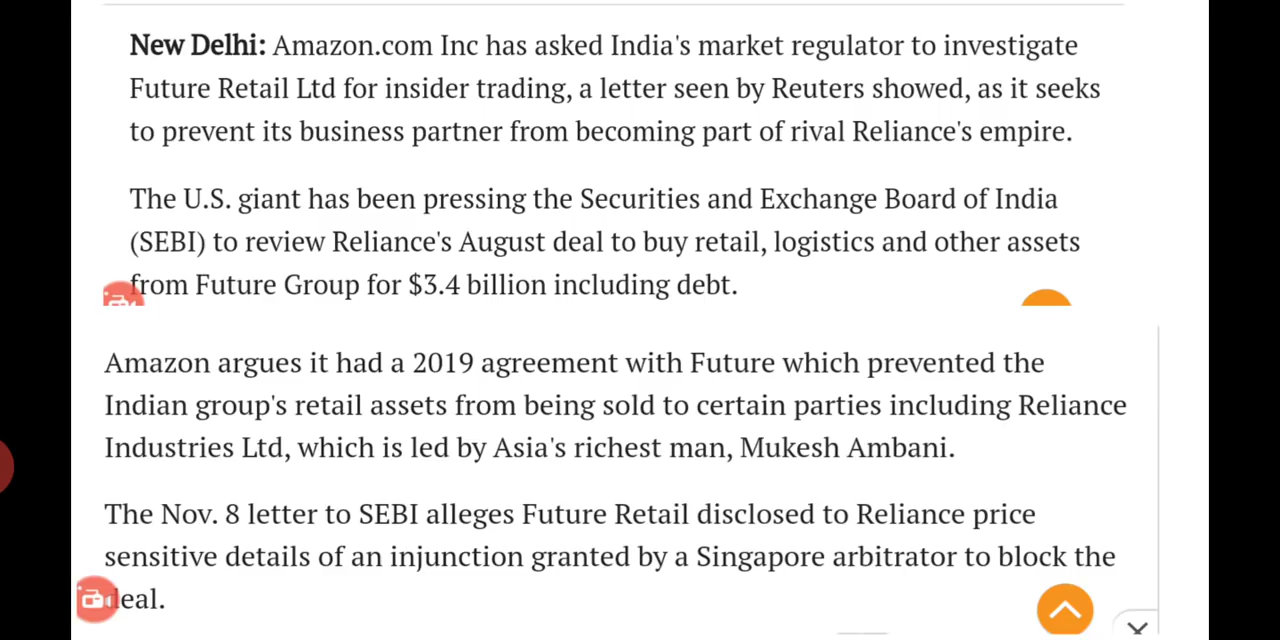 New Delhi: Amazon.com Inc has asked India's market regulator to investigate
Future Retail Ltd for insider trading, a letter seen by Reuters showed, as it seeks
to prevent its business partner from becoming part of rival Reliance's empire.
The U.S. giant has been pressing the Securities and Exchange Board of India
(SEBI) to review Reliance's August deal to buy retail, logistics and other assets
from Future Group for $3.4 billion including debt.
Amazon argues it had a 2019 agreement with Future which prevented the
Indian group's retail assets from being sold to certain parties including Reliance
Industries Ltd, which is led by Asia's richest man, Mukesh Ambani.
The Nov. 8 letter to SEBI alleges Future Retail disclosed to Reliance price
sensitive details of an injunction granted by a Singapore arbitrator to block the
deal.